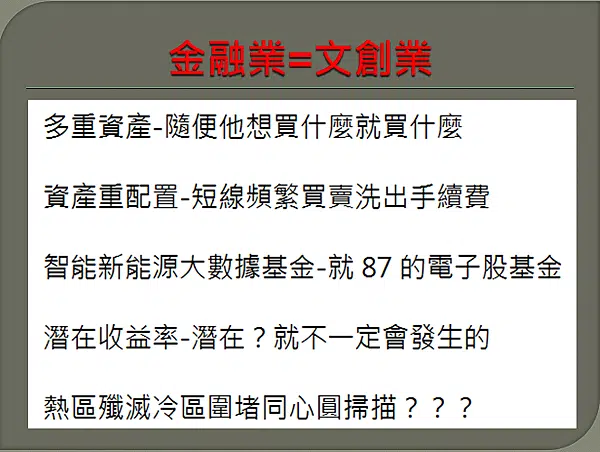 金融業=文創業
多重資產-隨便他想買什麼就買什麼
資產重配置-短線頻繁買賣洗出手續費
智能新能源大數據基金-就 87 的電子股基金
潛在收益率-潛在？就不一定會發生的
熱區殲滅冷區圍堵同心圓掃描？？？